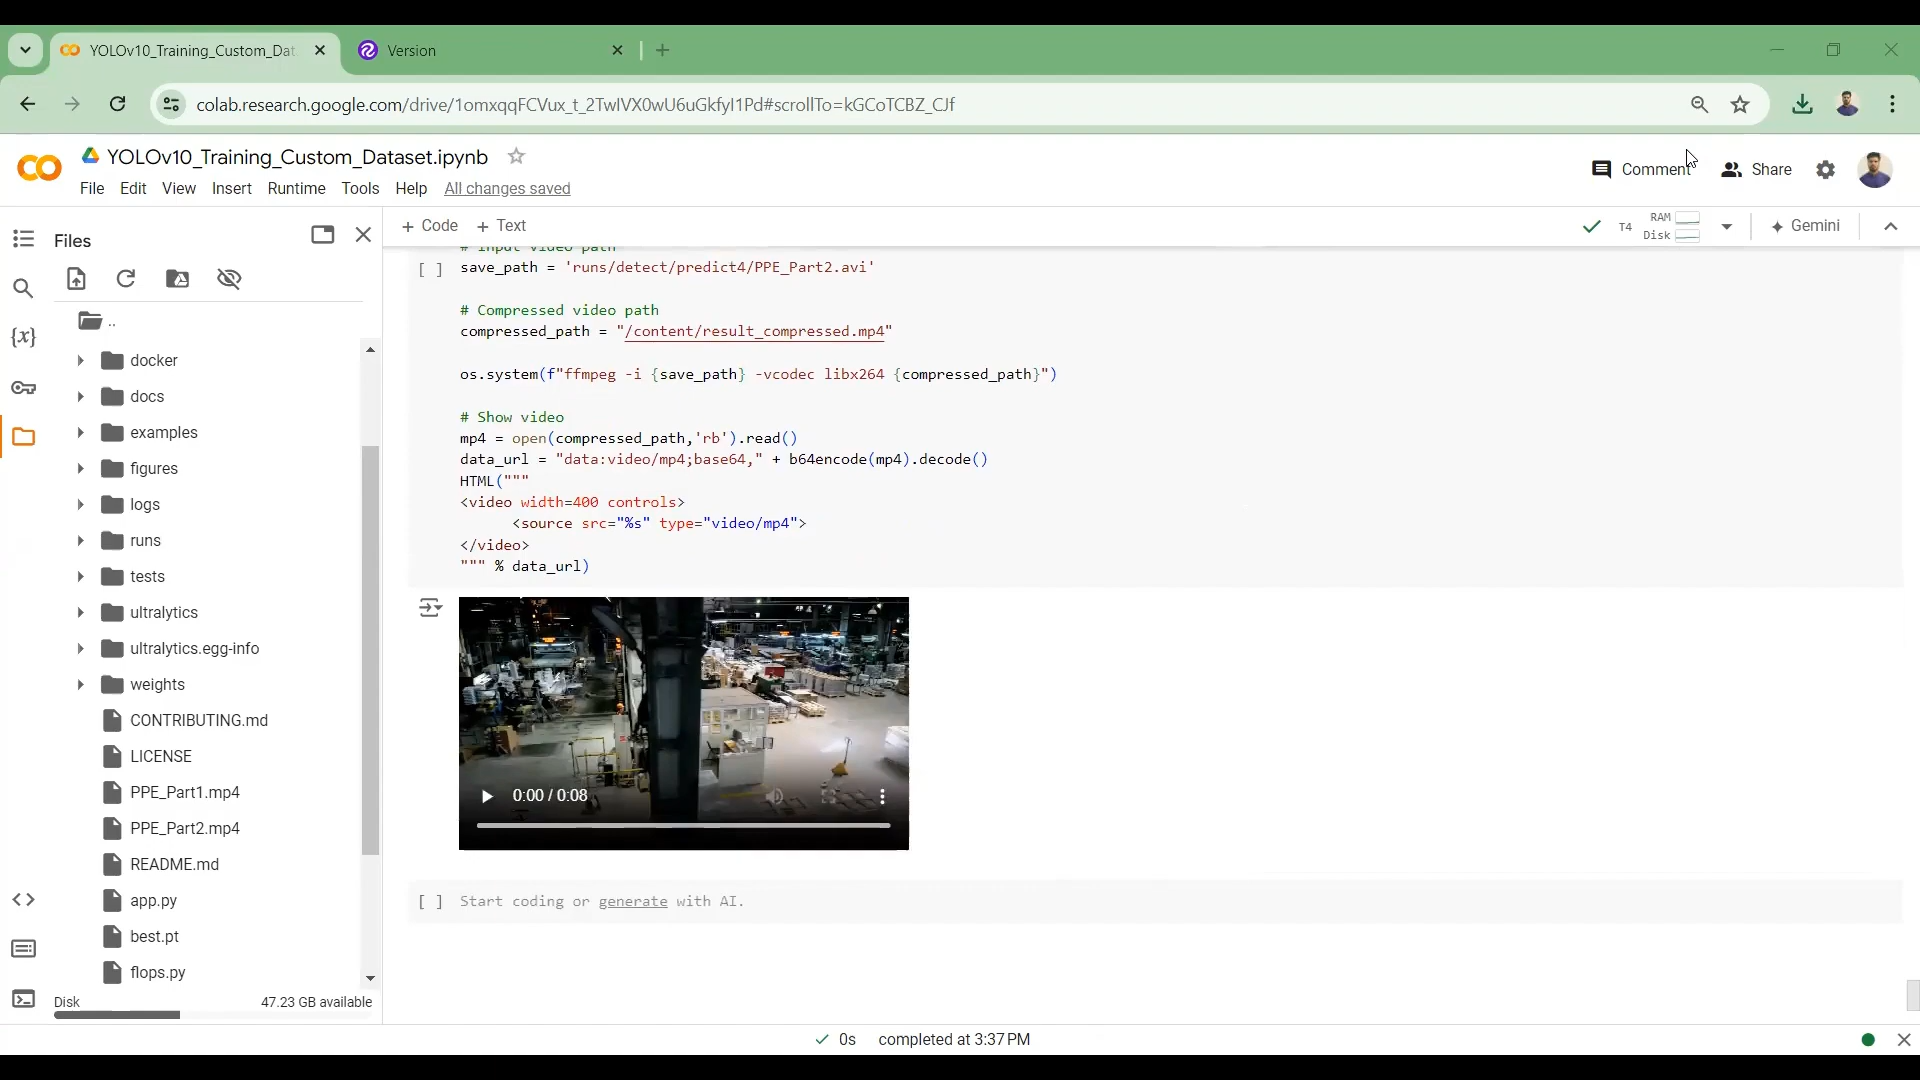 YOLOv10_Training_Custom_Dat
Version
colab.research.google.com/drive/1omxqqFCVux_t_2TwlVX0wU6uGkfyI1Pd#scrollTo=kGCoTCBZ_CJf
YOLOv10_Training_Custom_Dataset.ipynb
Comment
Share
File Edit View Insert Runtime Tools Help All changes saved
Files
+ Code + Text
T4
RAM
Disk
Gemini
..
docker
docs
examples
figures
logs
runs
tests
ultralytics
ultralytics.egg-info
weights
CONTRIBUTING.md
LICENSE
PPE_Part1.mp4
PPE_Part2.mp4
README.md
app.py
best.pt
flops.py
Disk 47.23 GB available
{x}
# Input video path
[ ] save_path = 'runs/detect/predict4/PPE_Part2.avi'
# Compressed video path
compressed_path = "/content/result_compressed.mp4"
os.system(f"ffmpeg -i {save_path} -vcodec libx264 {compressed_path}")
# Show video
mp4 = open(compressed_path,'rb').read()
data_url = "data:video/mp4;base64," + b64encode(mp4).decode()
HTML("""
<video width=400 controls>
<source src="%s" type="video/mp4">
</video>
""" % data_url)
0:00 / 0:08
[ ] Start coding or generate with AI.
0s completed at 3:37 PM